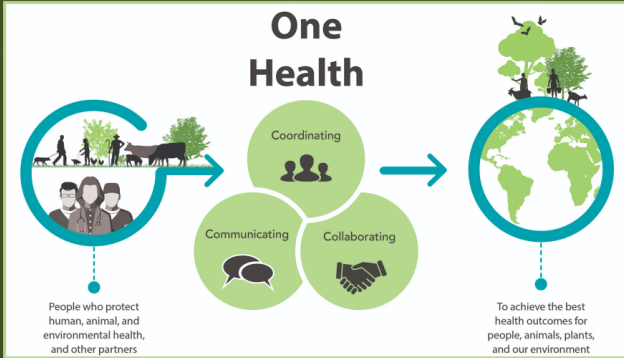 One
Health
Coordinating
Communicating
Collaborating
People who protect
human, animal, and
environmental health,
and other partners
To achieve the best
health outcomes for
people, animals, plants,
and our environment